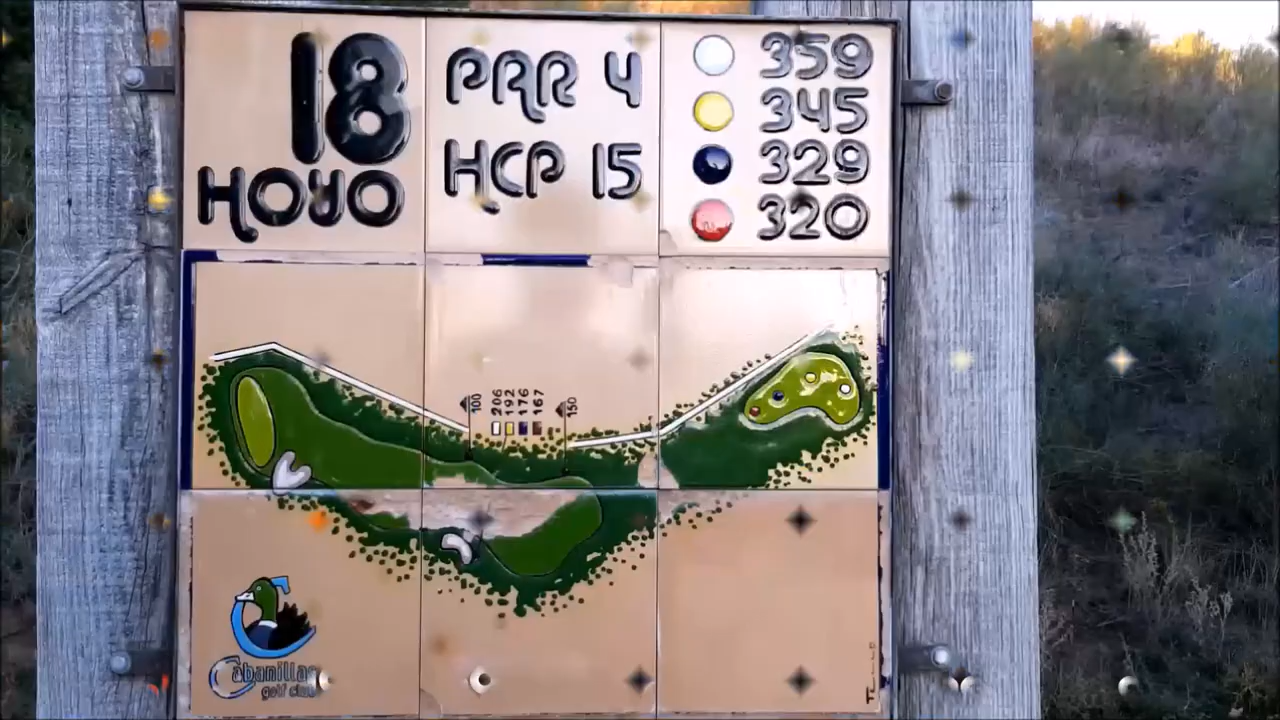 18
HOYO
PAR 4
HCP 15
359
345
329
320
100
206
192
176
167
150
Cabanillas
golf club